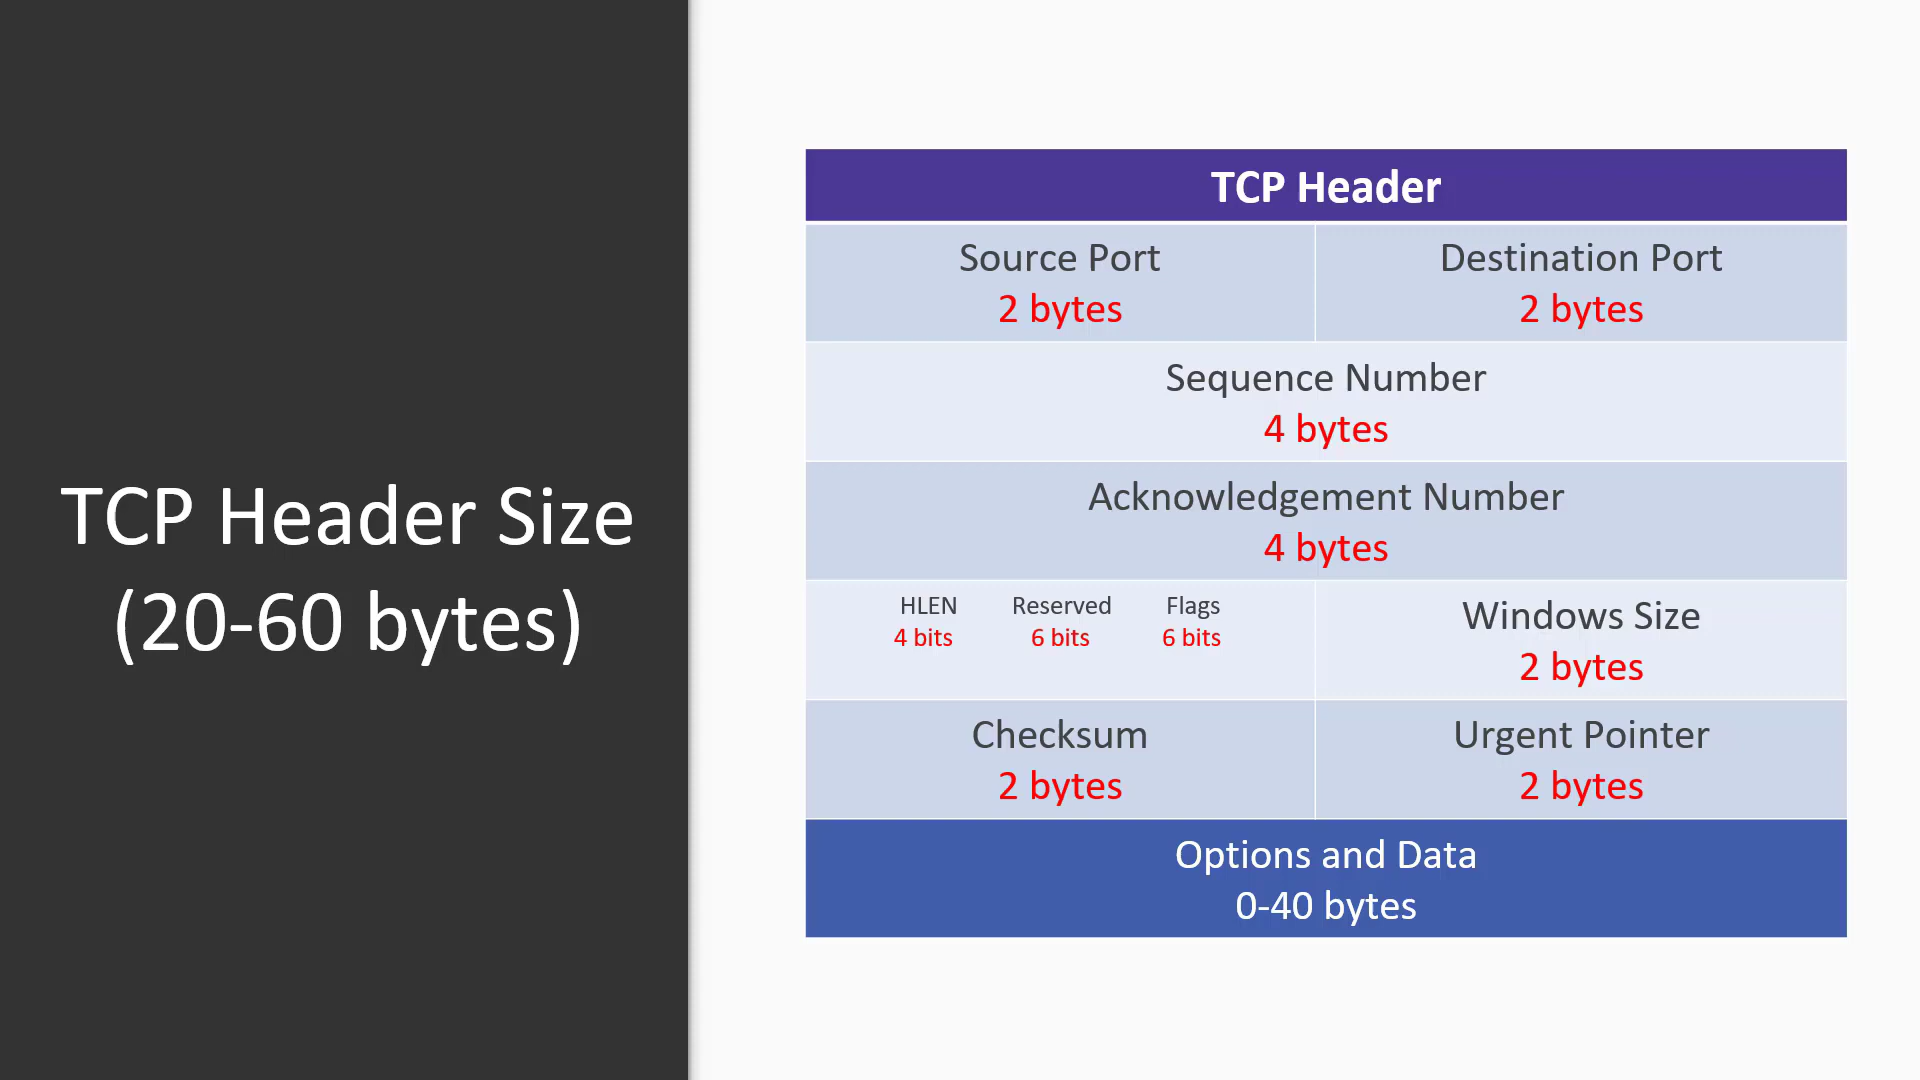 TCP Header Size
(20-60 bytes)
TCP Header
Source Port
2 bytes
Destination Port
2 bytes
Sequence Number
4 bytes
Acknowledgement Number
4 bytes
HLEN Reserved Flags
4 bits 6 bits 6 bits
Windows Size
2 bytes
Checksum
2 bytes
Urgent Pointer
2 bytes
Options and Data
0-40 bytes